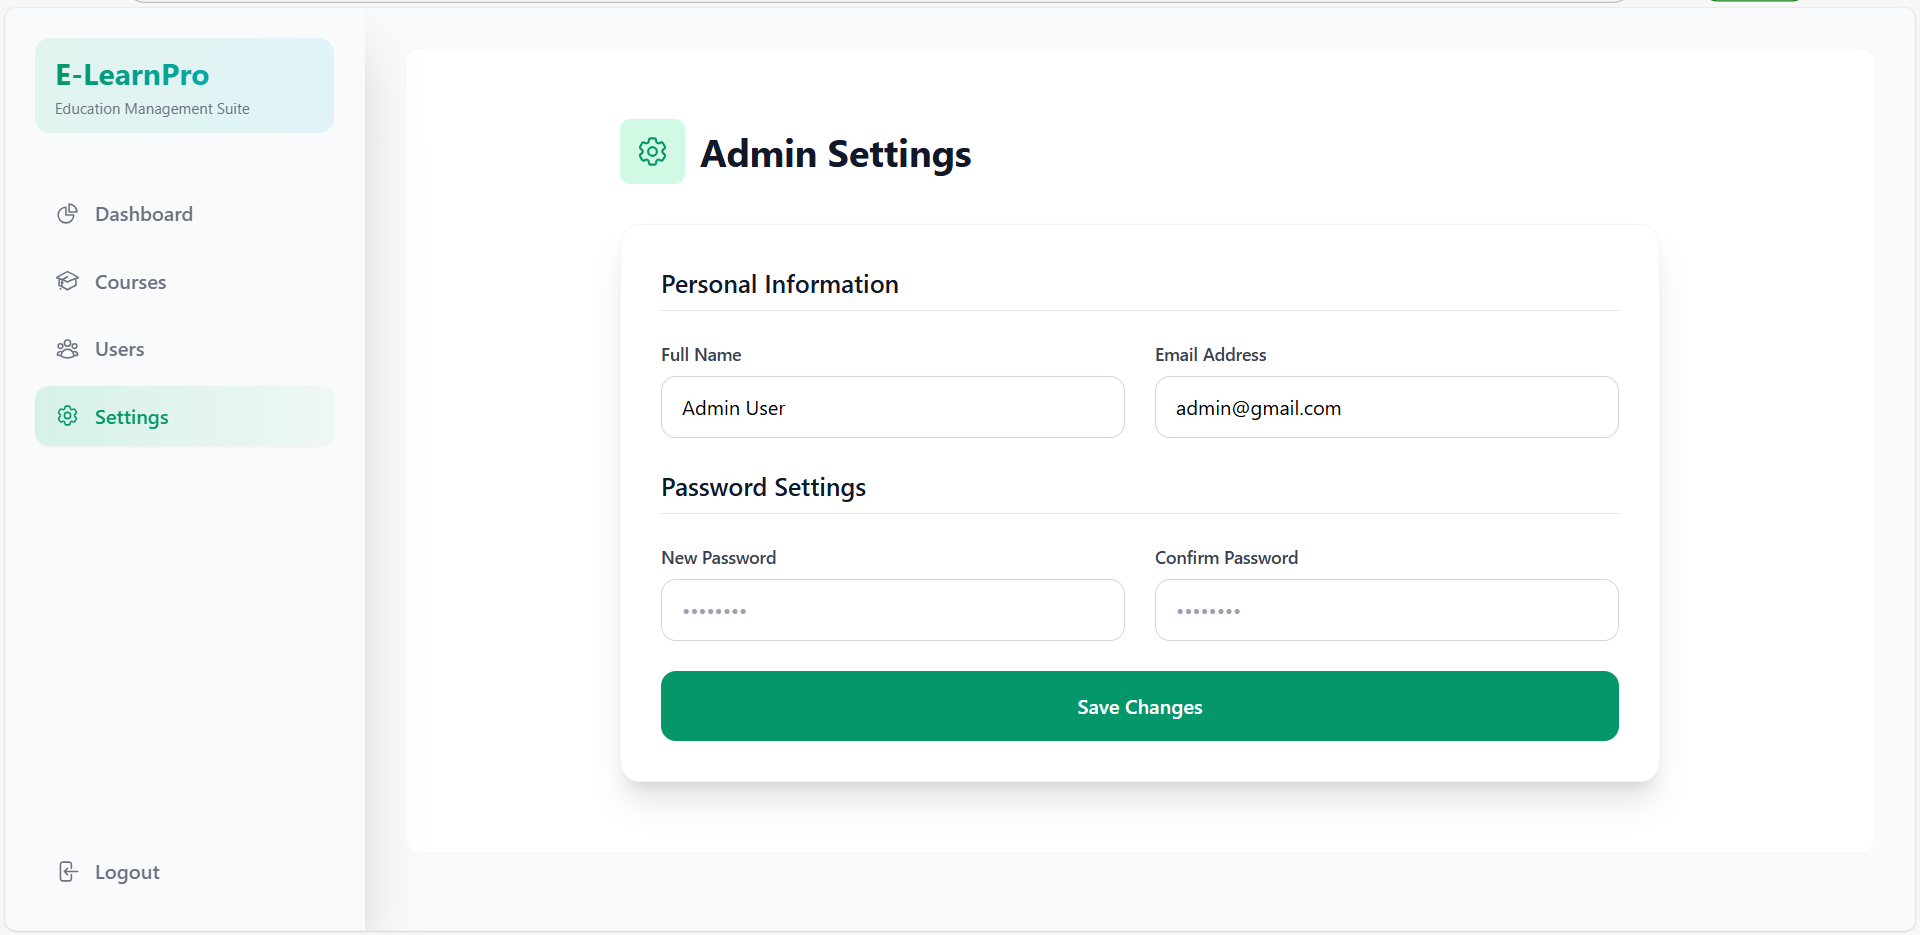 E-LearnPro
Education Management Suite
Dashboard
Courses
Users
Settings
Logout
Admin Settings
Personal Information
Full Name
Email Address
Admin User
admin@gmail.com
Password Settings
New Password
Confirm Password
••••••••
••••••••
Save Changes